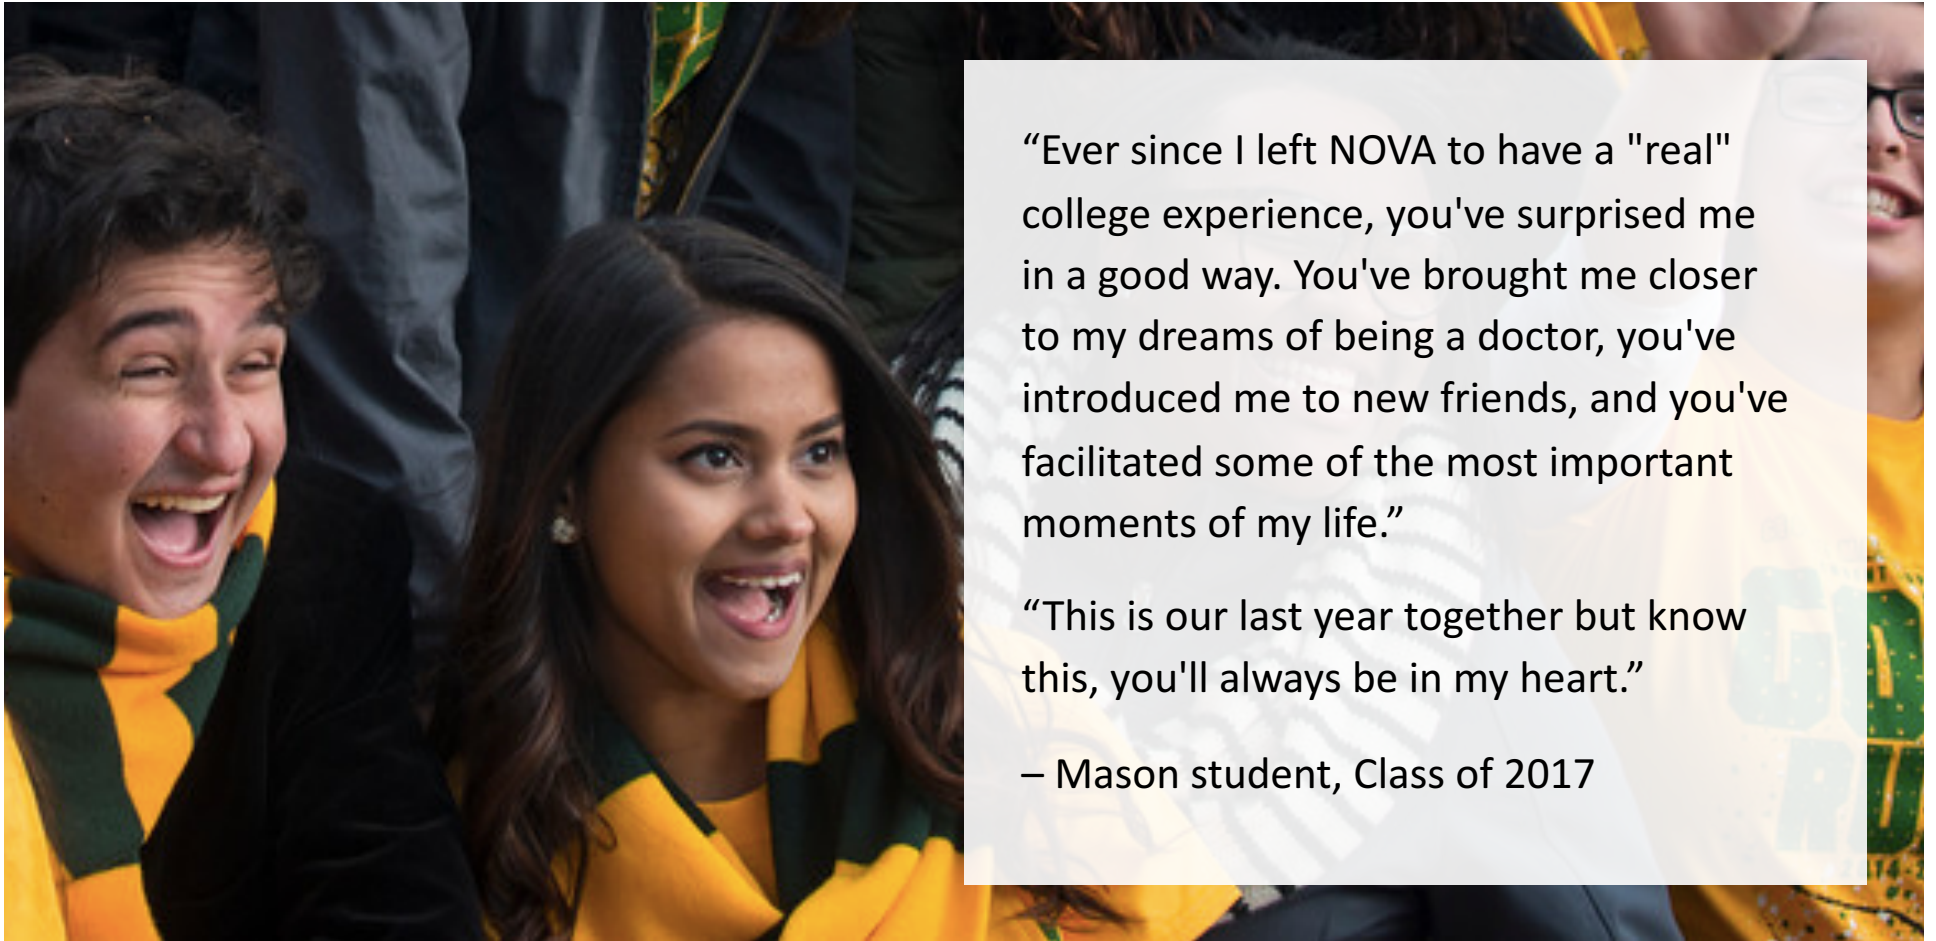 “Ever since I left NOVA to have a "real"
college experience, you've surprised me
in a good way. You've brought me closer
to my dreams of being a doctor, you've
introduced me to new friends, and you've
facilitated some of the most important
moments of my life.”
“This is our last year together but know
this, you'll always be in my heart.”
– Mason student, Class of 2017